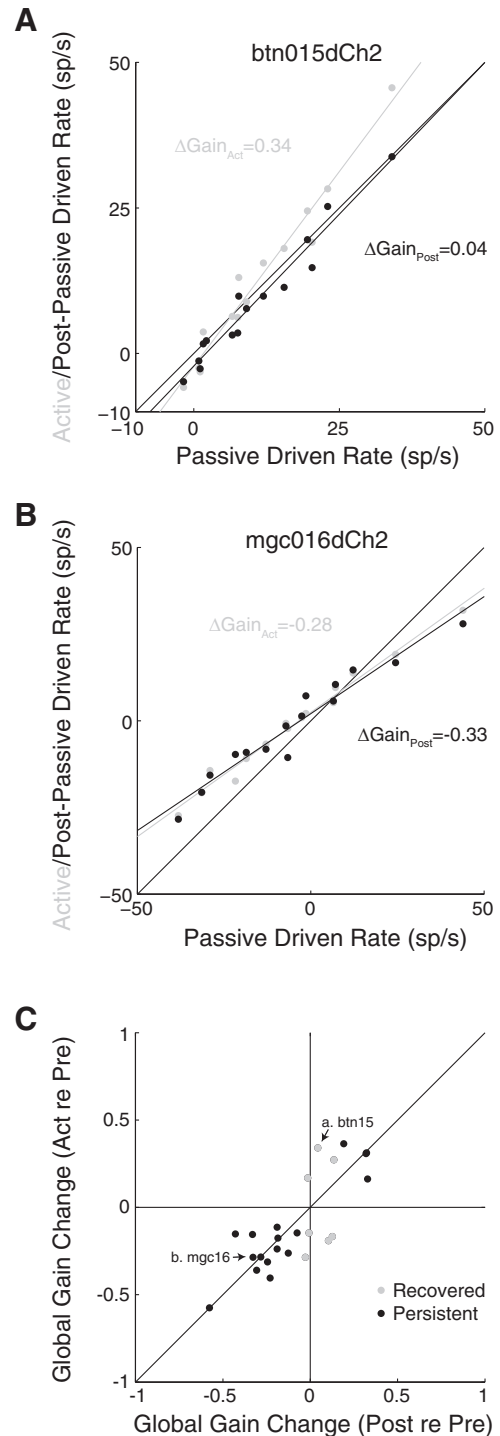 A
btn015dCh2
50
25
0
−10
−10
0
25
50
ΔGain_Act=0.34
ΔGain_Post=0.04
Active/Post-Passive Driven Rate (sp/s)
Passive Driven Rate (sp/s)
B
mgc016dCh2
50
0
−50
−50
0
50
ΔGain_Act=-0.28
ΔGain_Post=-0.33
Active/Post-Passive Driven Rate (sp/s)
Passive Driven Rate (sp/s)
C
1
0.5
0
-0.5
-1
-1
-0.5
0
0.5
1
a. btn15
b. mgc16
Recovered
Persistent
Global Gain Change (Act re Pre)
Global Gain Change (Post re Pre)